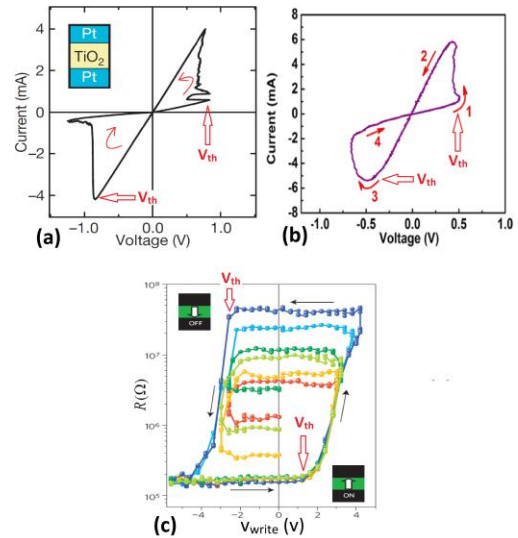 Pt
TiO2
Pt
Current (mA)
4
2
0
−2
−4
Vth
Vth
−1.0
0
1.0
Voltage (V)
(a)
Current (mA)
8
6
4
2
0
-2
-4
-6
-8
2
1
4
3
Vth
Vth
-1.0
-0.5
0.0
0.5
1.0
Voltage (V)
(b)
R(Ω)
10⁸
10⁷
10⁶
10⁵
Vth
OFF
Vth
ON
−4
−2
0
2
4
Vwrite (v)
(c)